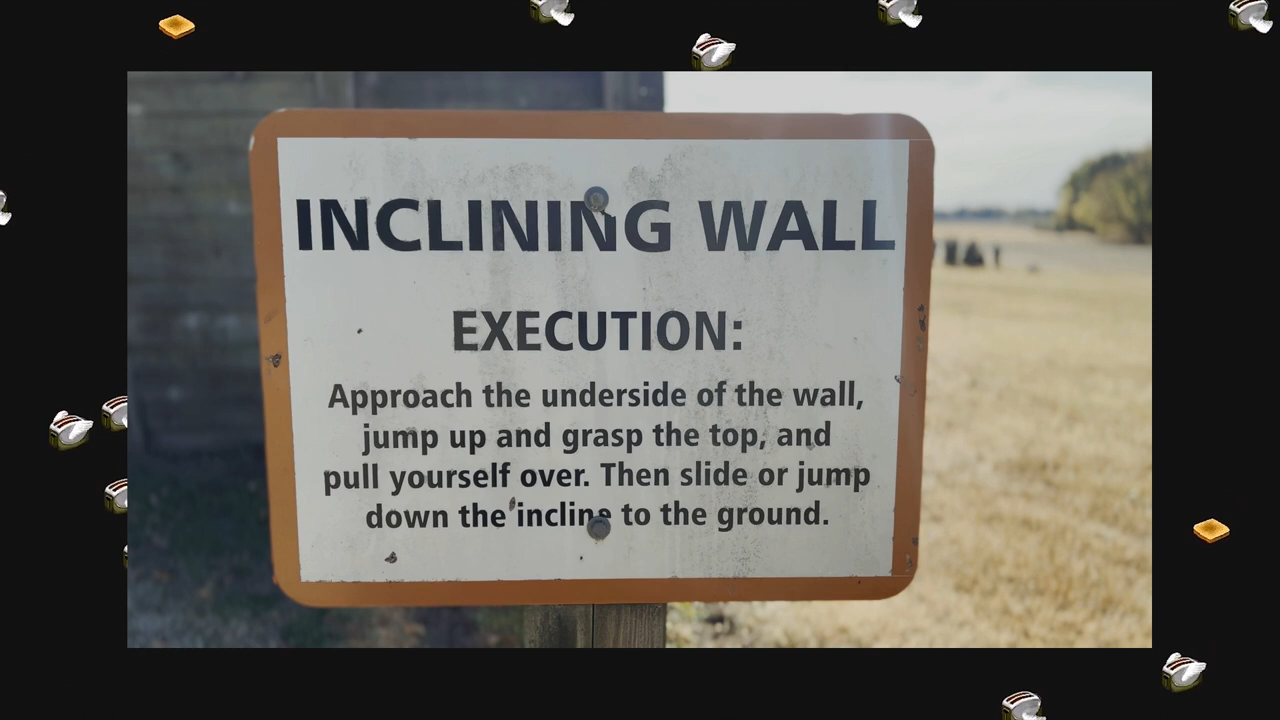 INCLINING WALL
EXECUTION:
Approach the underside of the wall,
jump up and grasp the top, and
pull yourself over. Then slide or jump
down the incline to the ground.